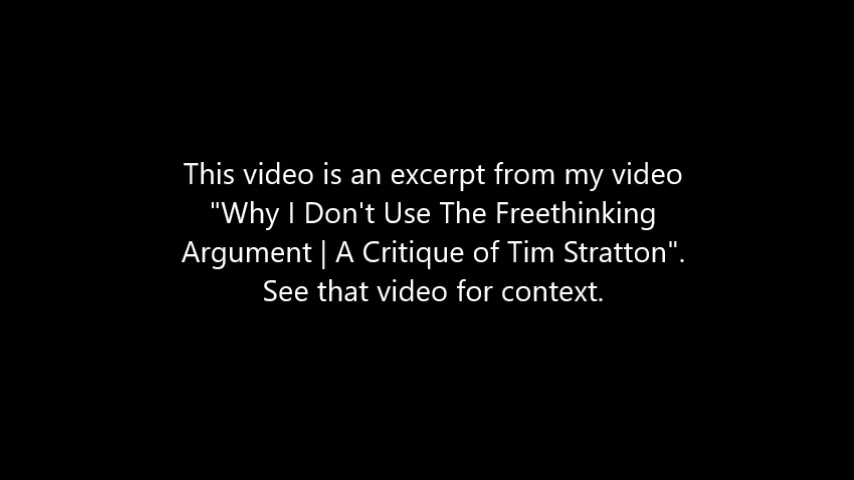 This video is an excerpt from my video
"Why I Don't Use The Freethinking
Argument | A Critique of Tim Stratton".
See that video for context.